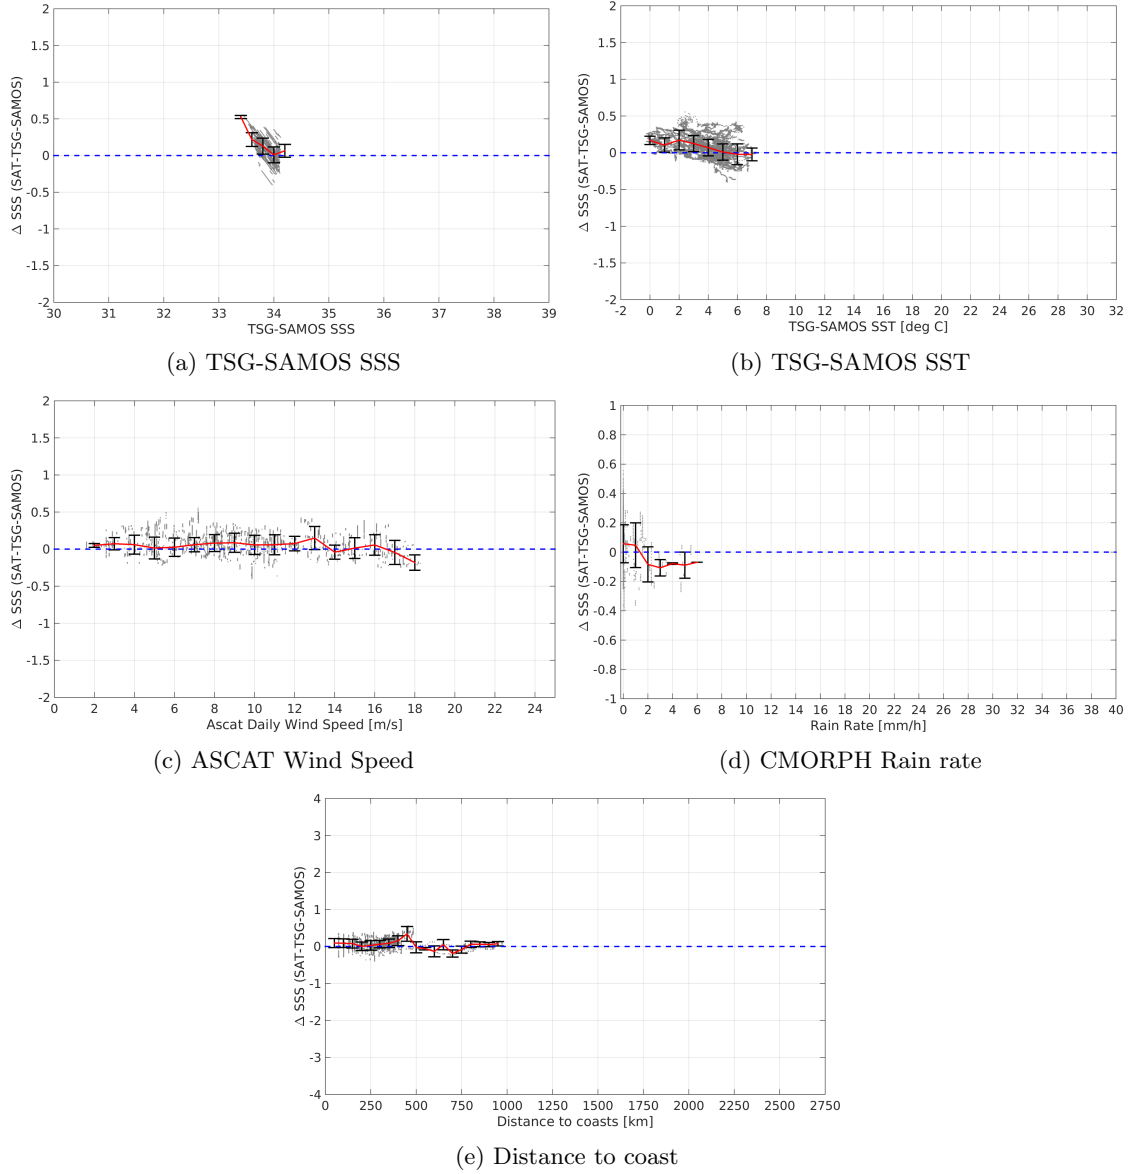 2
1.5
1
0.5
0
-0.5
-1
-1.5
-2
Δ SSS (SAT-TSG-SAMOS)
30 31 32 33 34 35 36 37 38 39
TSG-SAMOS SSS
(a) TSG-SAMOS SSS
2
1.5
1
0.5
0
-0.5
-1
-1.5
-2
Δ SSS (SAT-TSG-SAMOS)
-2 0 2 4 6 8 10 12 14 16 18 20 22 24 26 28 30 32
TSG-SAMOS SST [deg C]
(b) TSG-SAMOS SST
2
1.5
1
0.5
0
-0.5
-1
-1.5
-2
Δ SSS (SAT-TSG-SAMOS)
0 2 4 6 8 10 12 14 16 18 20 22 24
Ascat Daily Wind Speed [m/s]
(c) ASCAT Wind Speed
1
0.8
0.6
0.4
0.2
0
-0.2
-0.4
-0.6
-0.8
-1
Δ SSS (SAT-TSG-SAMOS)
0 2 4 6 8 10 12 14 16 18 20 22 24 26 28 30 32 34 36 38 40
Rain Rate [mm/h]
(d) CMORPH Rain rate
4
3
2
1
0
-1
-2
-3
-4
Δ SSS (SAT-TSG-SAMOS)
0 250 500 750 1000 1250 1500 1750 2000 2250 2500 2750
Distance to coasts [km]
(e) Distance to coast